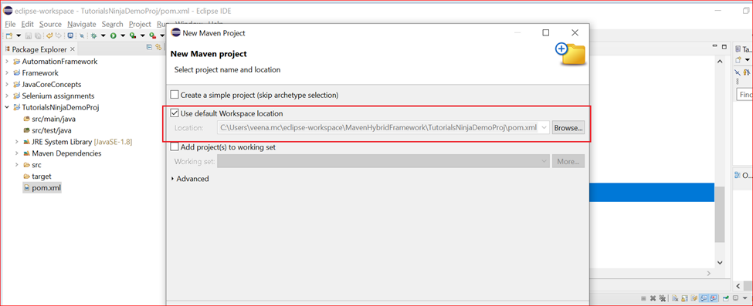 eclipse-workspace - TutorialsNinjaDemoProj/pom.xml - Eclipse IDE
File Edit Source Refactor Navigate Search Project Run Window Help
Package Explorer
AutomationFramework
Framework
JavaCoreConcepts
Selenium assignments
TutorialsNinjaDemoProj
src/main/java
src/test/java
JRE System Library [JavaSE-1.8]
Maven Dependencies
src
target
pom.xml
New Maven Project
New Maven project
Select project name and location
Create a simple project (skip archetype selection)
Use default Workspace location
Location: C:\Users\veena.mc\eclipse-workspace\MavenHybridFramework\TutorialsNinjaDemoProj\pom.xml Browse...
Add project(s) to working set
Working set: More...
Advanced
Ta..
Find
O...